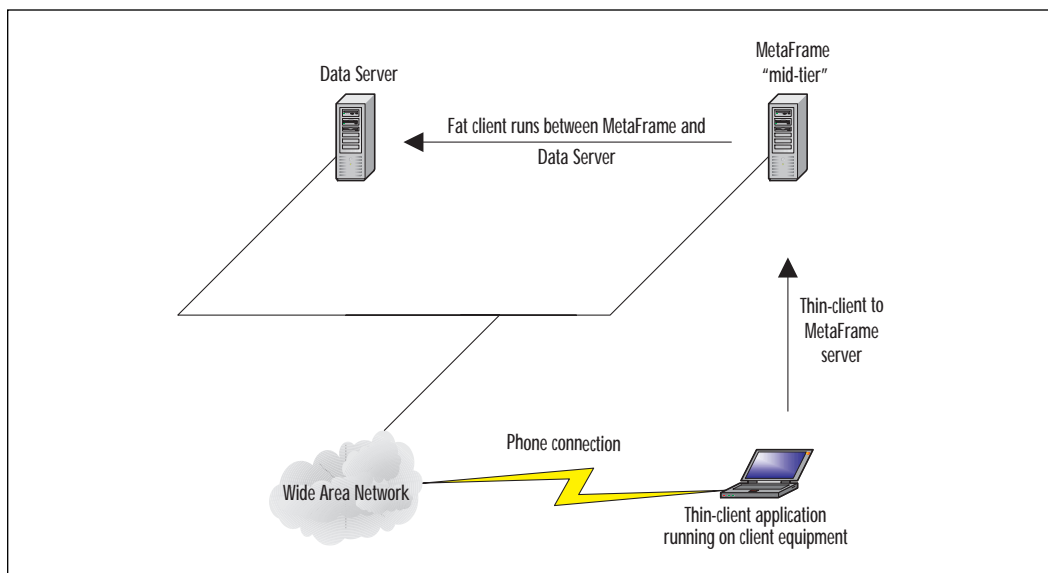 Data Server
MetaFrame
“mid-tier”
Fat client runs between MetaFrame and
Data Server
Thin-client to
MetaFrame
server
Phone connection
Wide Area Network
Thin-client application
running on client equipment